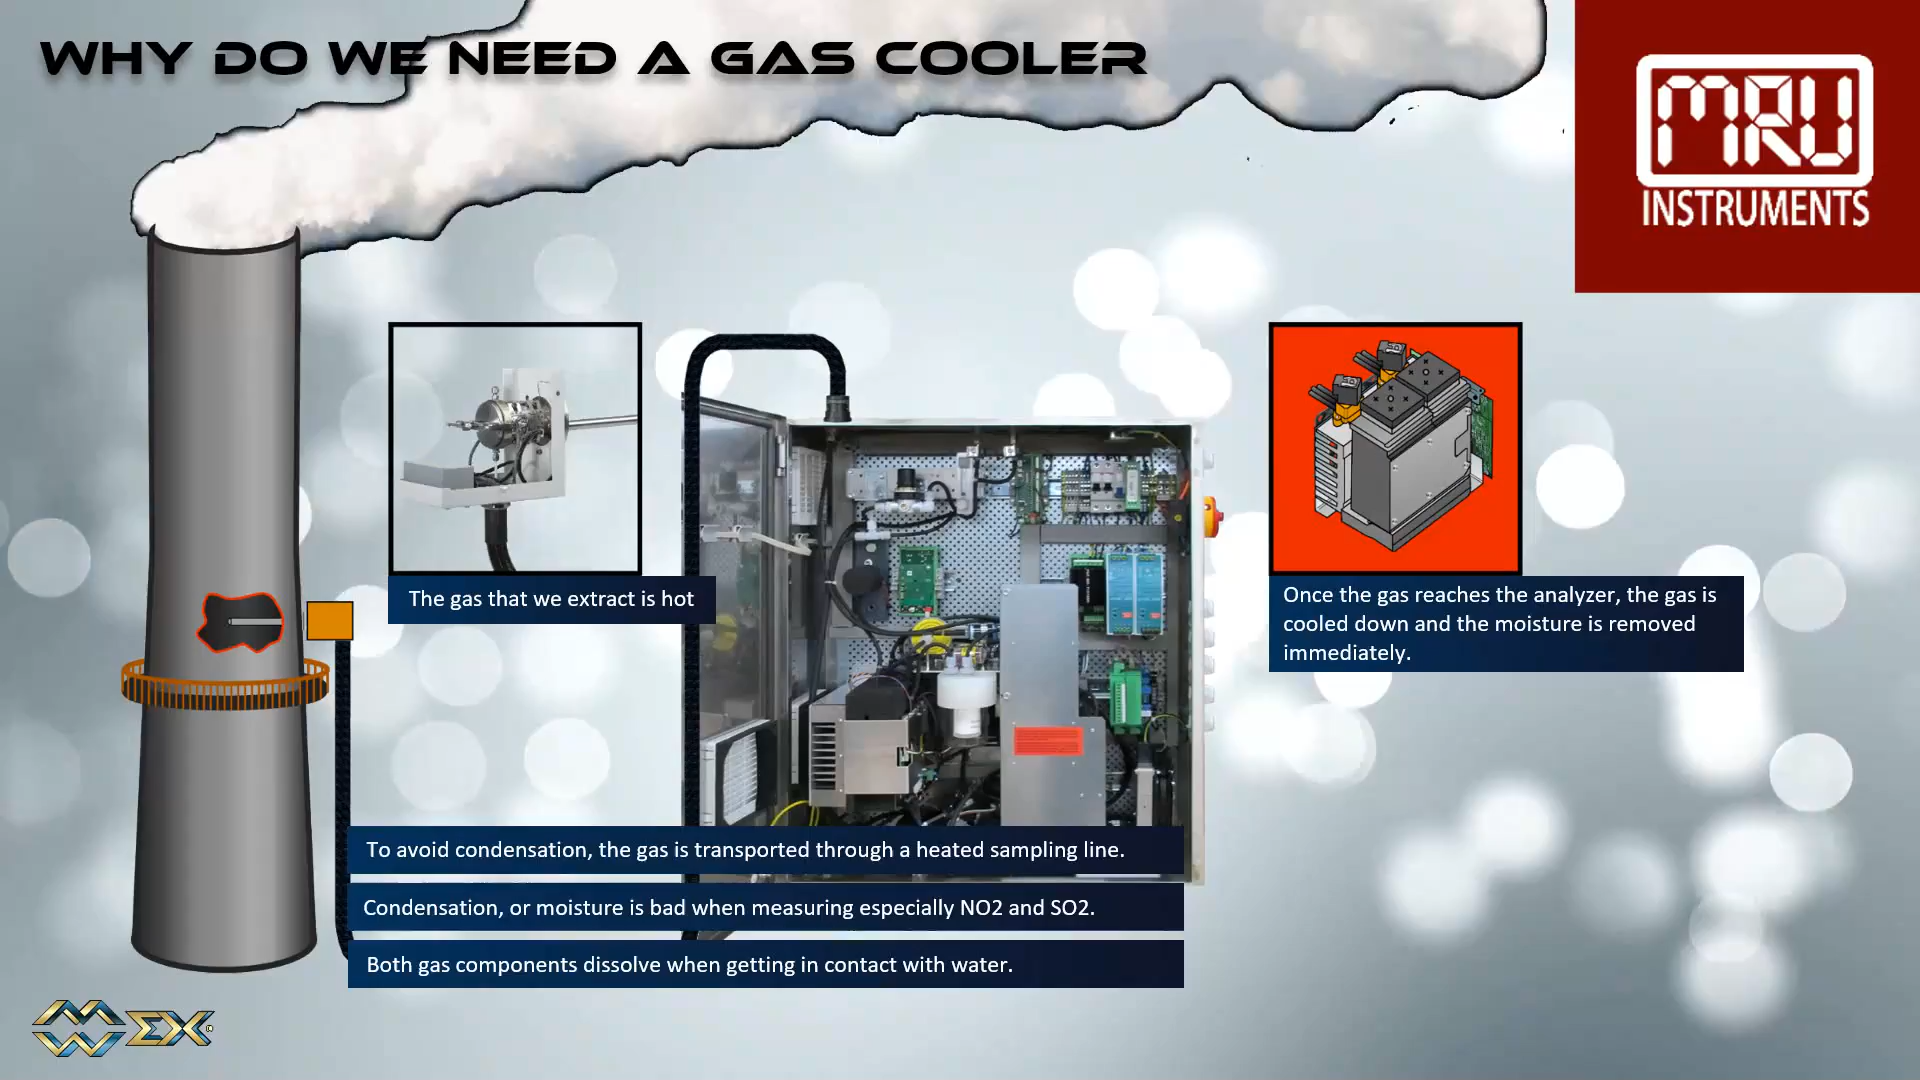 WHY DO WE NEED A GAS COOLER
MRU
INSTRUMENTS
The gas that we extract is hot
Once the gas reaches the analyzer, the gas is
cooled down and the moisture is removed
immediately.
To avoid condensation, the gas is transported through a heated sampling line.
Condensation, or moisture is bad when measuring especially NO2 and SO2.
Both gas components dissolve when getting in contact with water.